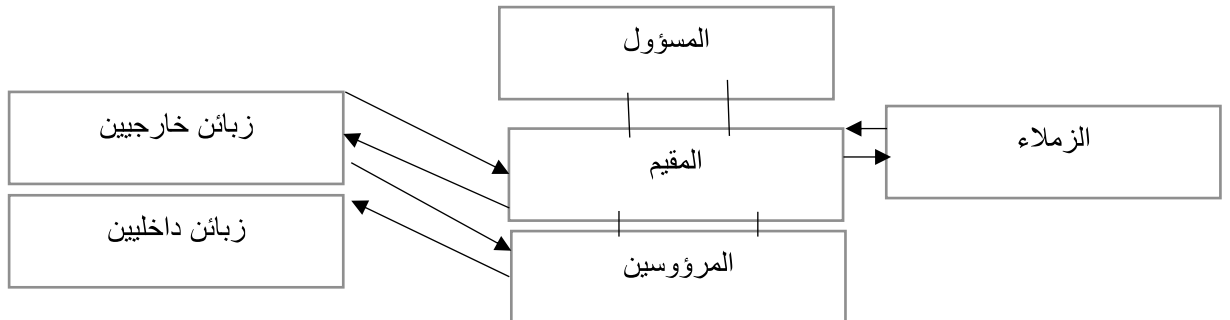 المسؤول
زبائن خارجيين
المقيم
الزملاء
زبائن داخليين
المرؤوسين